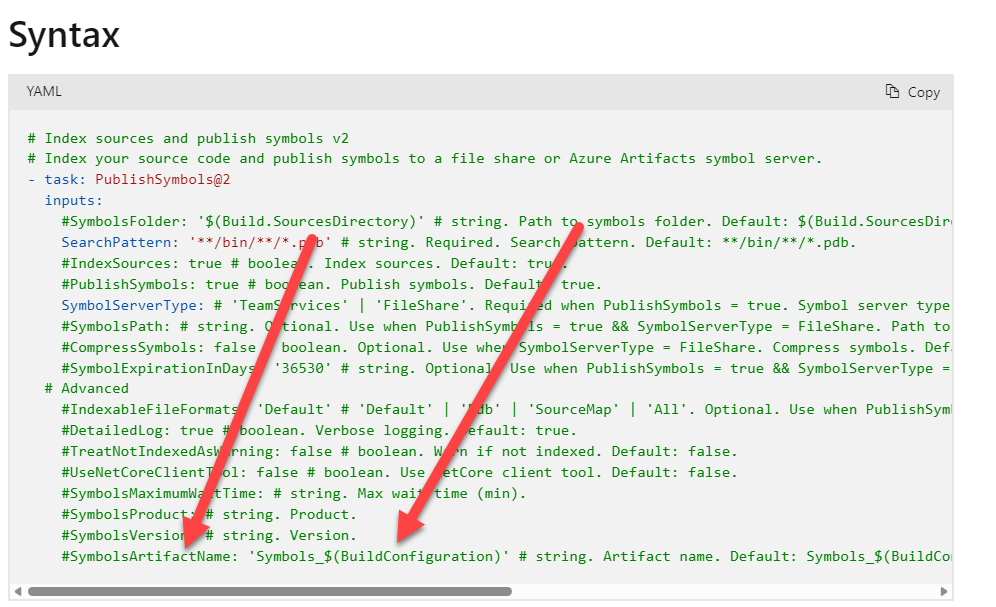 Syntax
YAML
Copy
# Index sources and publish symbols v2
# Index your source code and publish symbols to a file share or Azure Artifacts symbol server.
- task: PublishSymbols@2
inputs:
#SymbolsFolder: '$(Build.SourcesDirectory)' # string. Path to symbols folder. Default: $(Build.SourcesDire
SearchPattern: '**/bin/**/*.pdb' # string. Required. Search pattern. Default: **/bin/**/*.pdb.
#IndexSources: true # boolean. Index sources. Default: true.
#PublishSymbols: true # boolean. Publish symbols. Default: true.
SymbolServerType: # 'TeamServices' | 'FileShare'. Required when PublishSymbols = true. Symbol server type
#SymbolsPath: # string. Optional. Use when PublishSymbols = true && SymbolServerType = FileShare. Path to
#CompressSymbols: false # boolean. Optional. Use when SymbolServerType = FileShare. Compress symbols. Defa
#SymbolExpirationInDays: '36530' # string. Optional. Use when PublishSymbols = true && SymbolServerType =
# Advanced
#IndexableFileFormats: 'Default' # 'Default' | 'Pdb' | 'SourceMap' | 'All'. Optional. Use when PublishSymb
#DetailedLog: true # boolean. Verbose logging. Default: true.
#TreatNotIndexedAsWarning: false # boolean. Warn if not indexed. Default: false.
#UseNetCoreClientTool: false # boolean. Use NetCore client tool. Default: false.
#SymbolsMaximumWaitTime: # string. Max wait time (min).
#SymbolsProduct: # string. Product.
#SymbolsVersion: # string. Version.
#SymbolsArtifactName: 'Symbols_$(BuildConfiguration)' # string. Artifact name. Default: Symbols_$(BuildCon